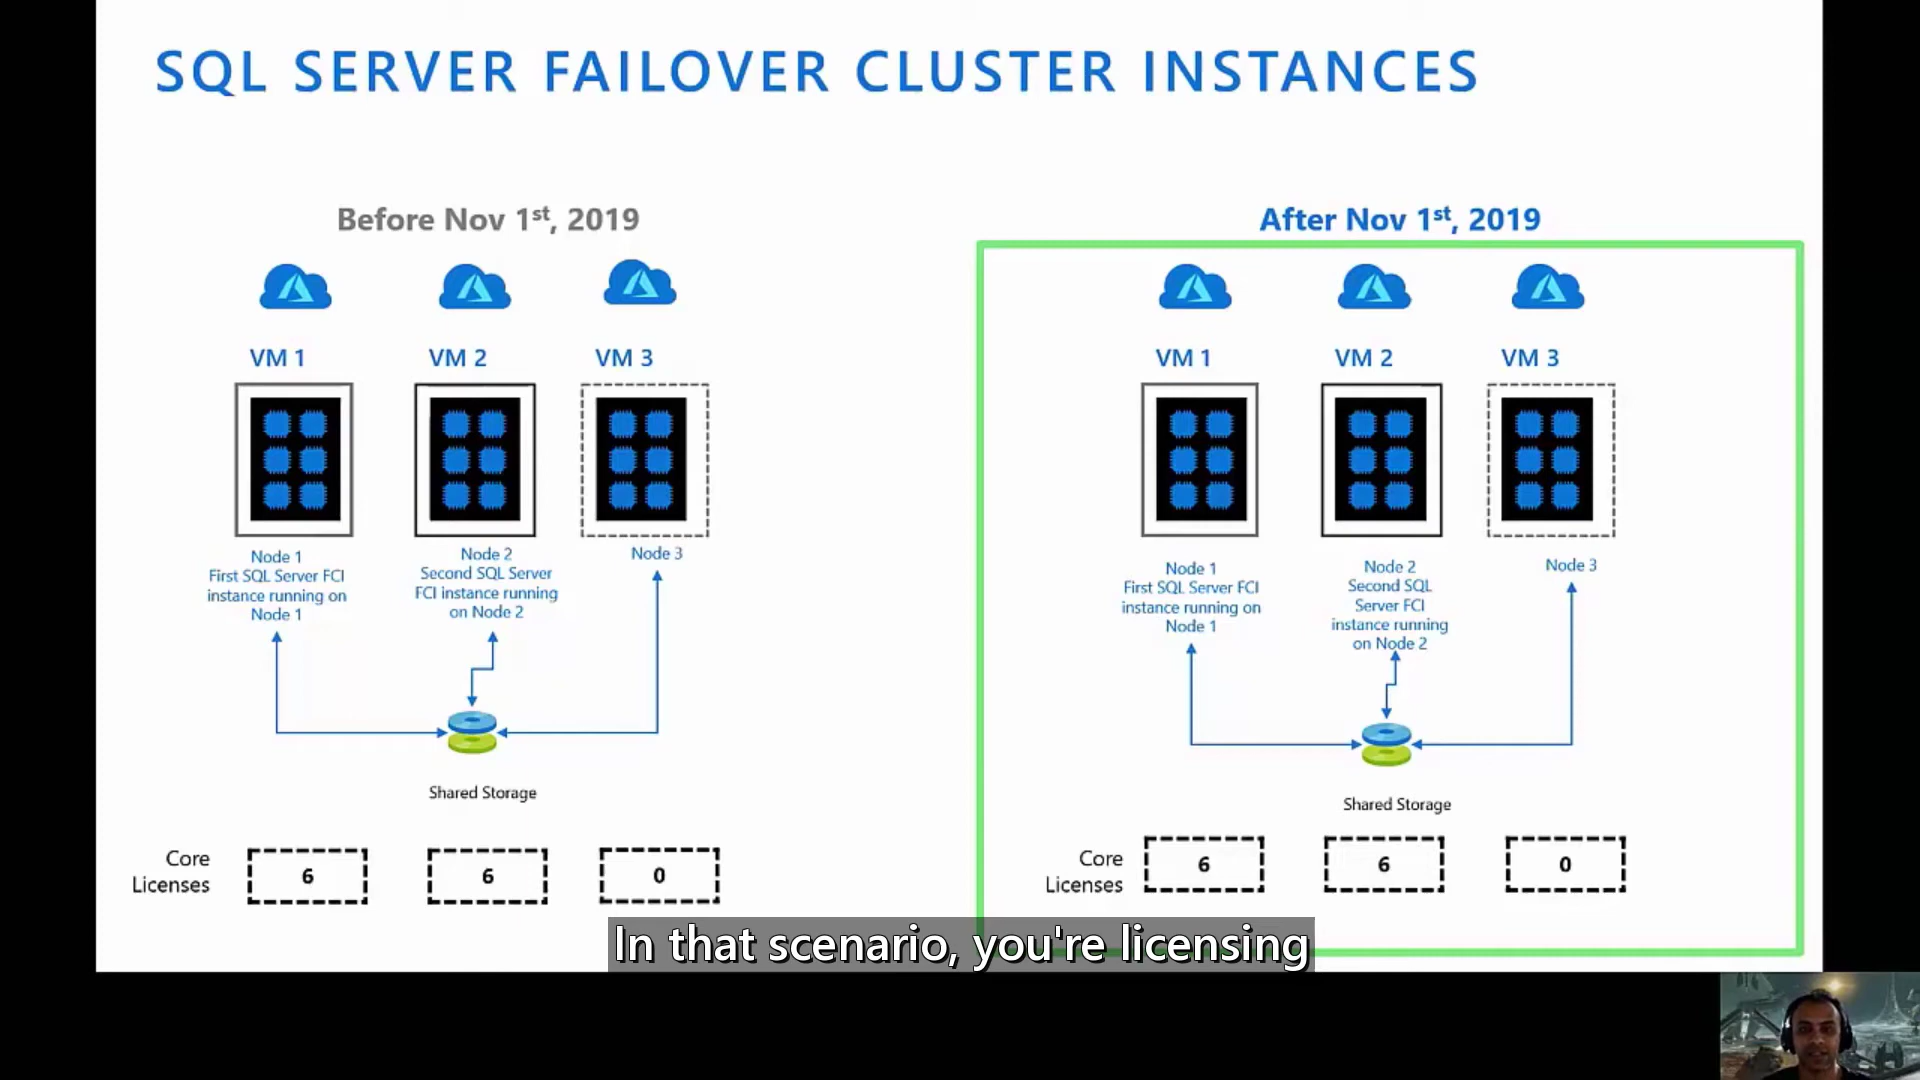 SQL SERVER FAILOVER CLUSTER INSTANCES
Before Nov 1st, 2019
VM 1
VM 2
VM 3
Node 1
First SQL Server FCI
instance running on
Node 1
Node 2
Second SQL Server
FCI instance running
on Node 2
Node 3
Shared Storage
Core
Licenses
6
6
0
After Nov 1st, 2019
VM 1
VM 2
VM 3
Node 1
First SQL Server FCI
instance running on
Node 1
Node 2
Second SQL
Server FCI
instance running
on Node 2
Node 3
Shared Storage
Core
Licenses
6
6
0
In that scenario, you're licensing